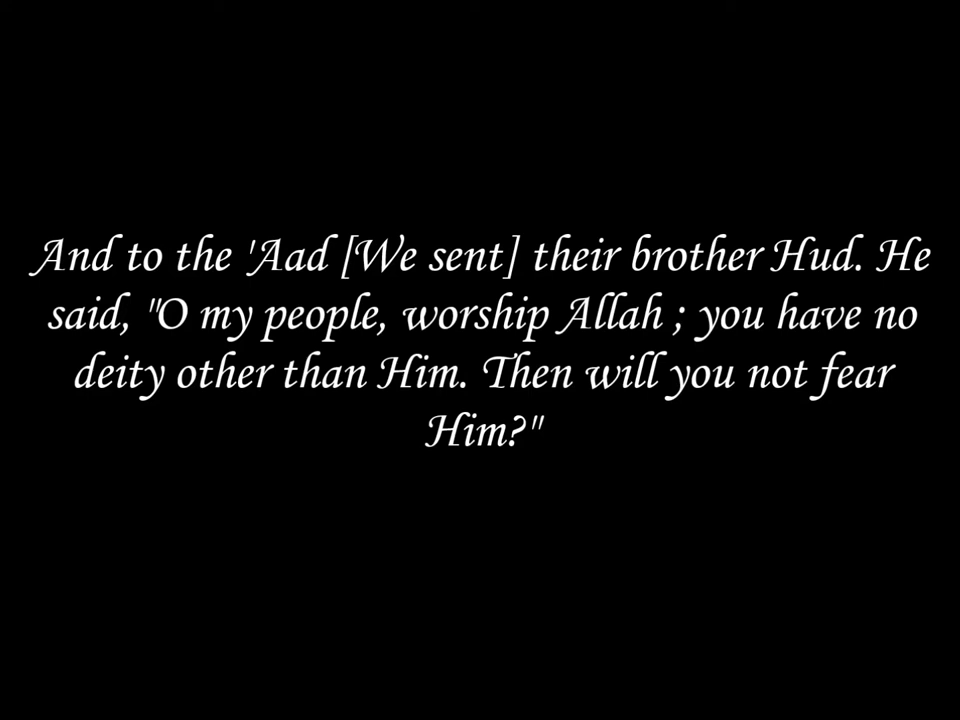 And to the 'Aad [We sent] their brother Hud. He
said, "O my people, worship Allah ; you have no
deity other than Him. Then will you not fear
Him?"